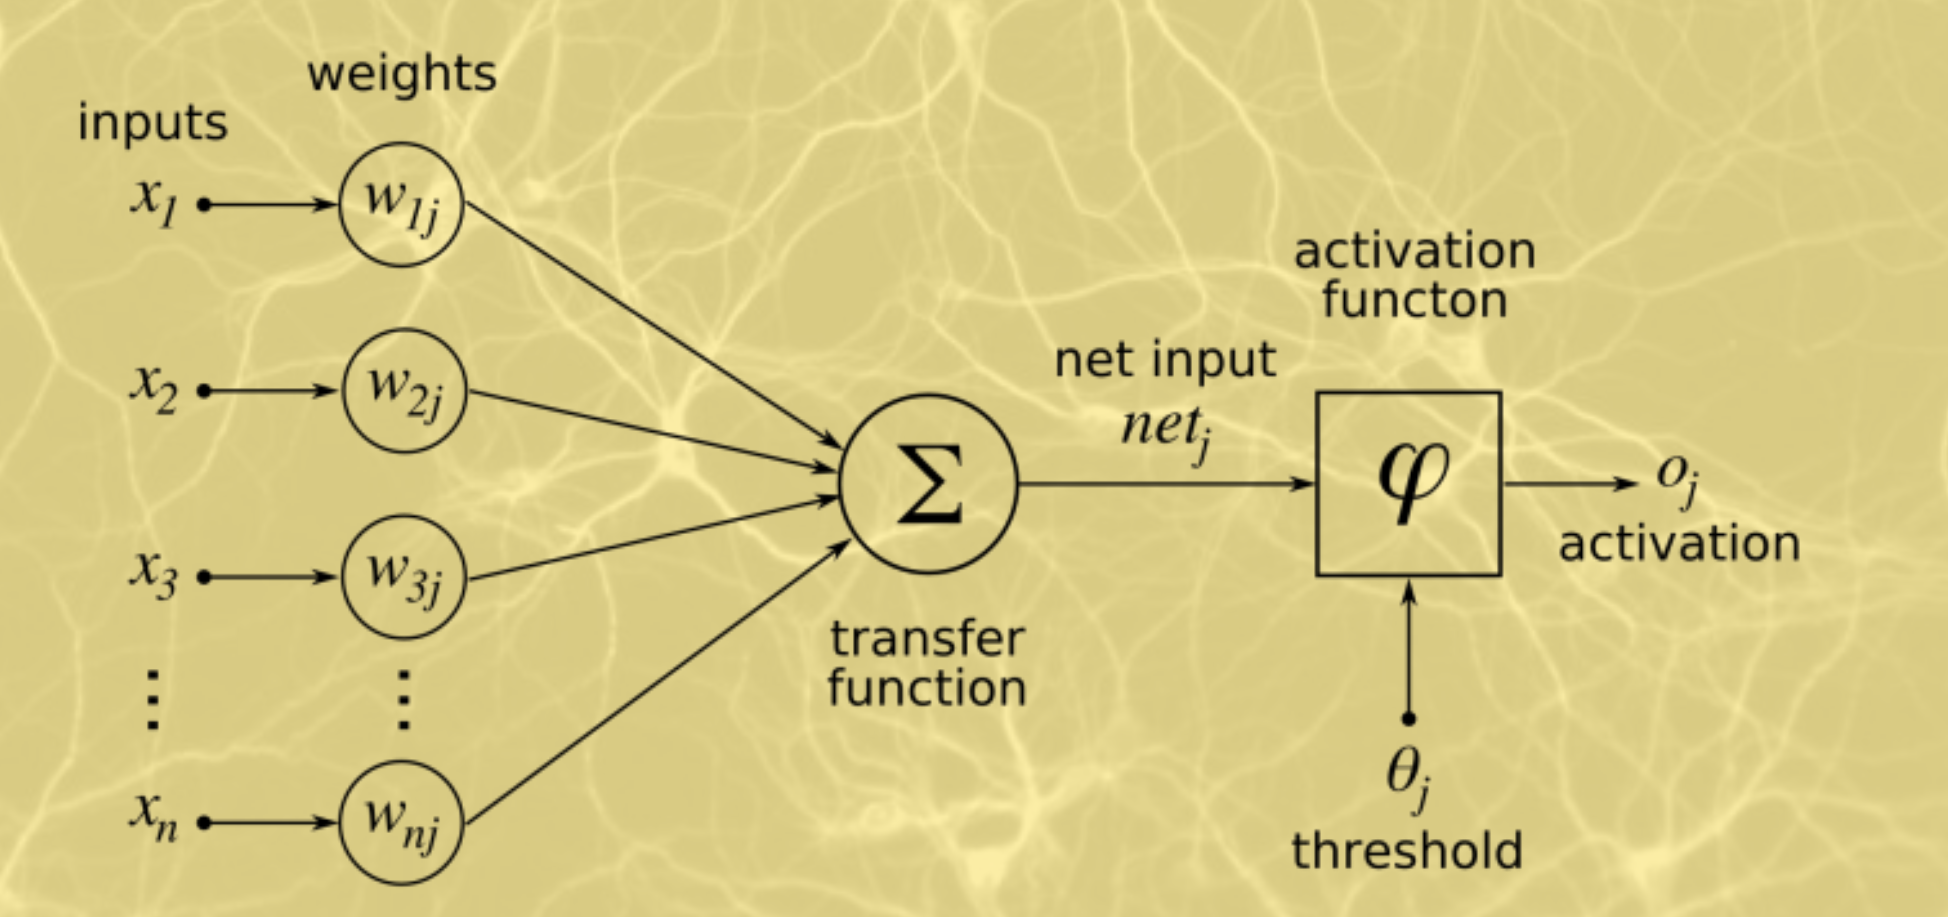 weights
inputs
x1
w1j
x2
w2j
x3
w3j
⋮
⋮
xn
wnj
Σ
transfer
function
net input
netj
activation
functon
φ
oj
activation
θj
threshold